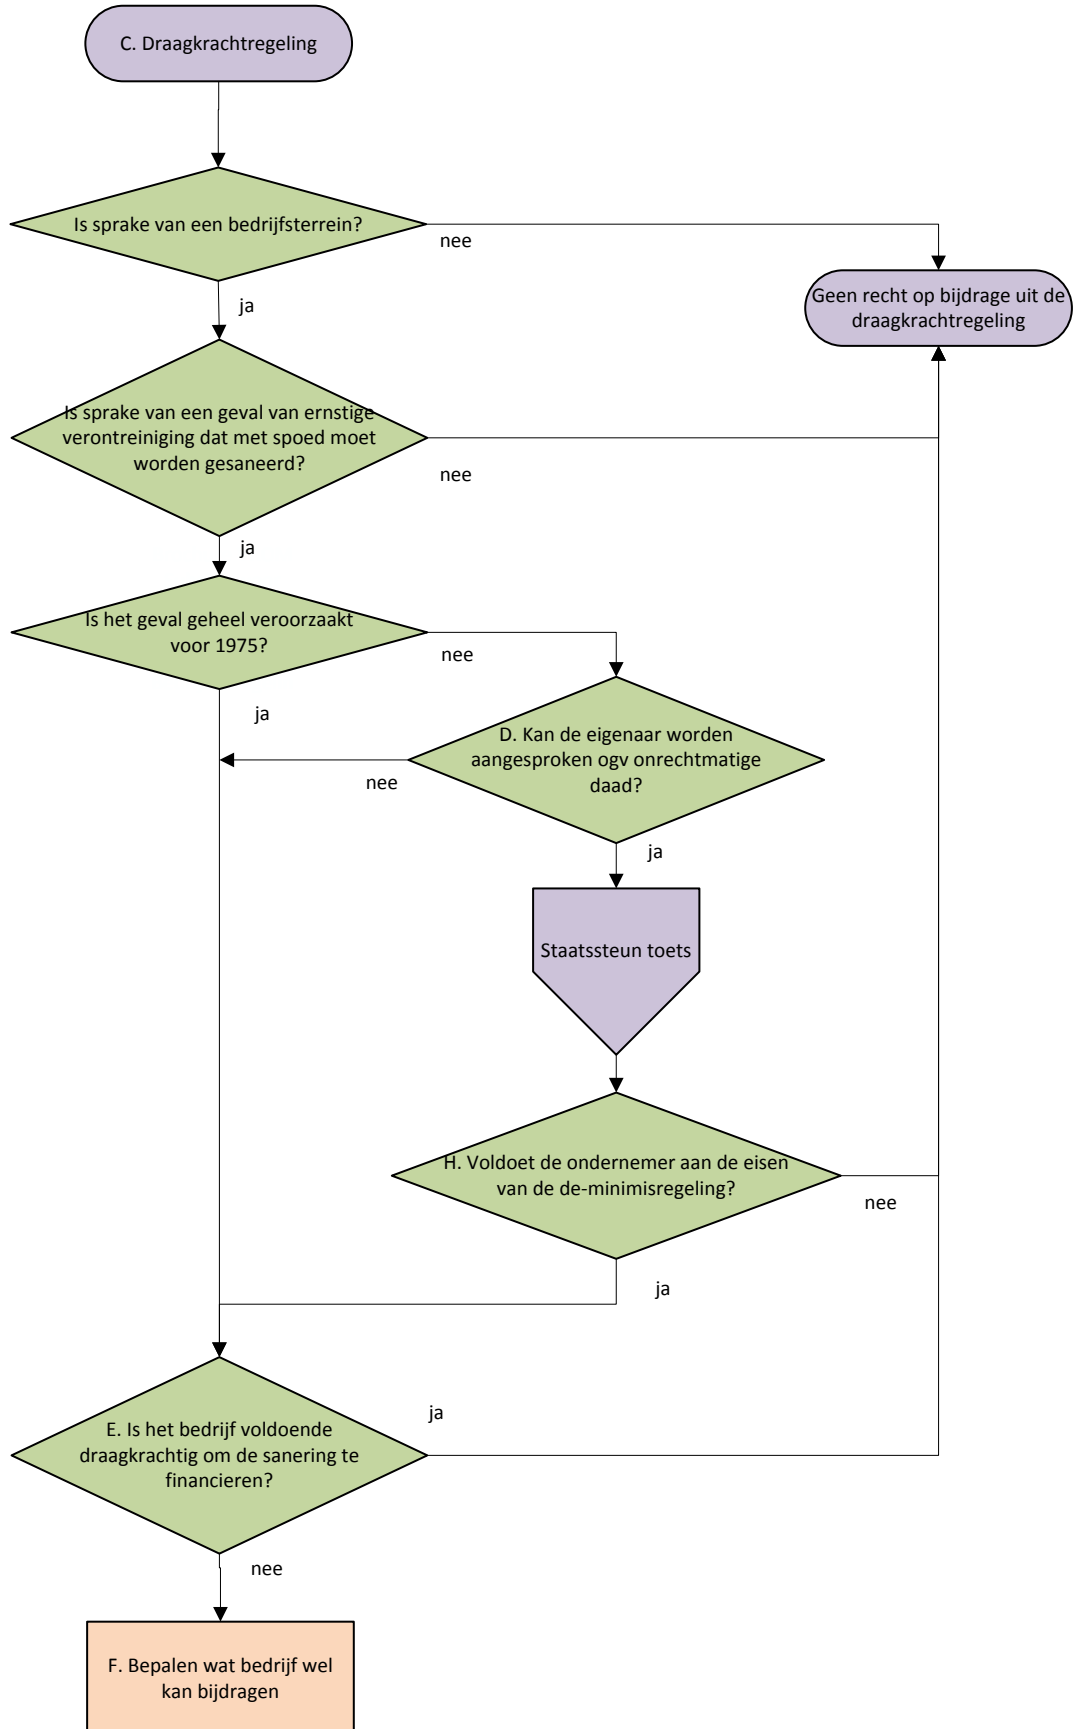 C. Draagkrachtregeling
Is sprake van een bedrijfsterrein?
nee
ja
Geen recht op bijdrage uit de
draagkrachtregeling
Is sprake van een geval van ernstige
verontreiniging dat met spoed moet
worden gesaneerd?
nee
ja
Is het geval geheel veroorzaakt
voor 1975?
nee
ja
D. Kan de eigenaar worden
aangesproken ogv onrechtmatige
daad?
nee
ja
Staatssteun toets
H. Voldoet de ondernemer aan de eisen
van de de-minimisregeling?
nee
ja
E. Is het bedrijf voldoende
draagkrachtig om de sanering te
financieren?
ja
nee
F. Bepalen wat bedrijf wel
kan bijdragen